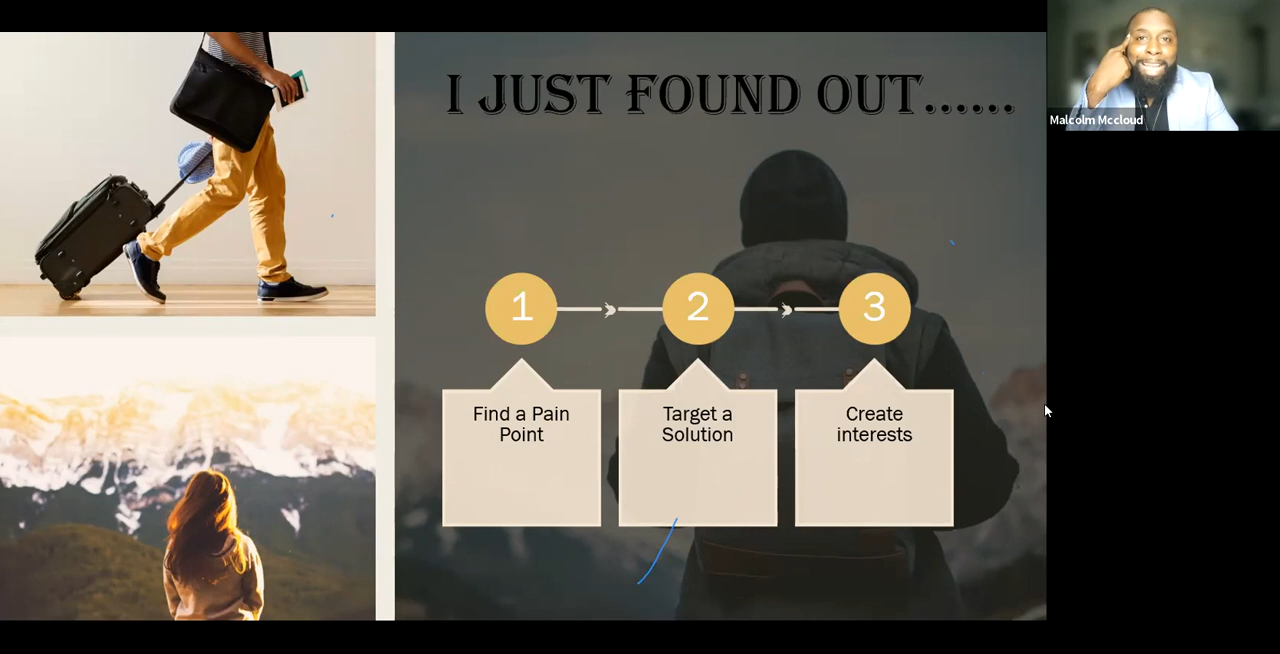 I JUST FOUND OUT......
Malcolm Mccloud
1
2
3
Find a Pain
Point
Target a
Solution
Create
interests